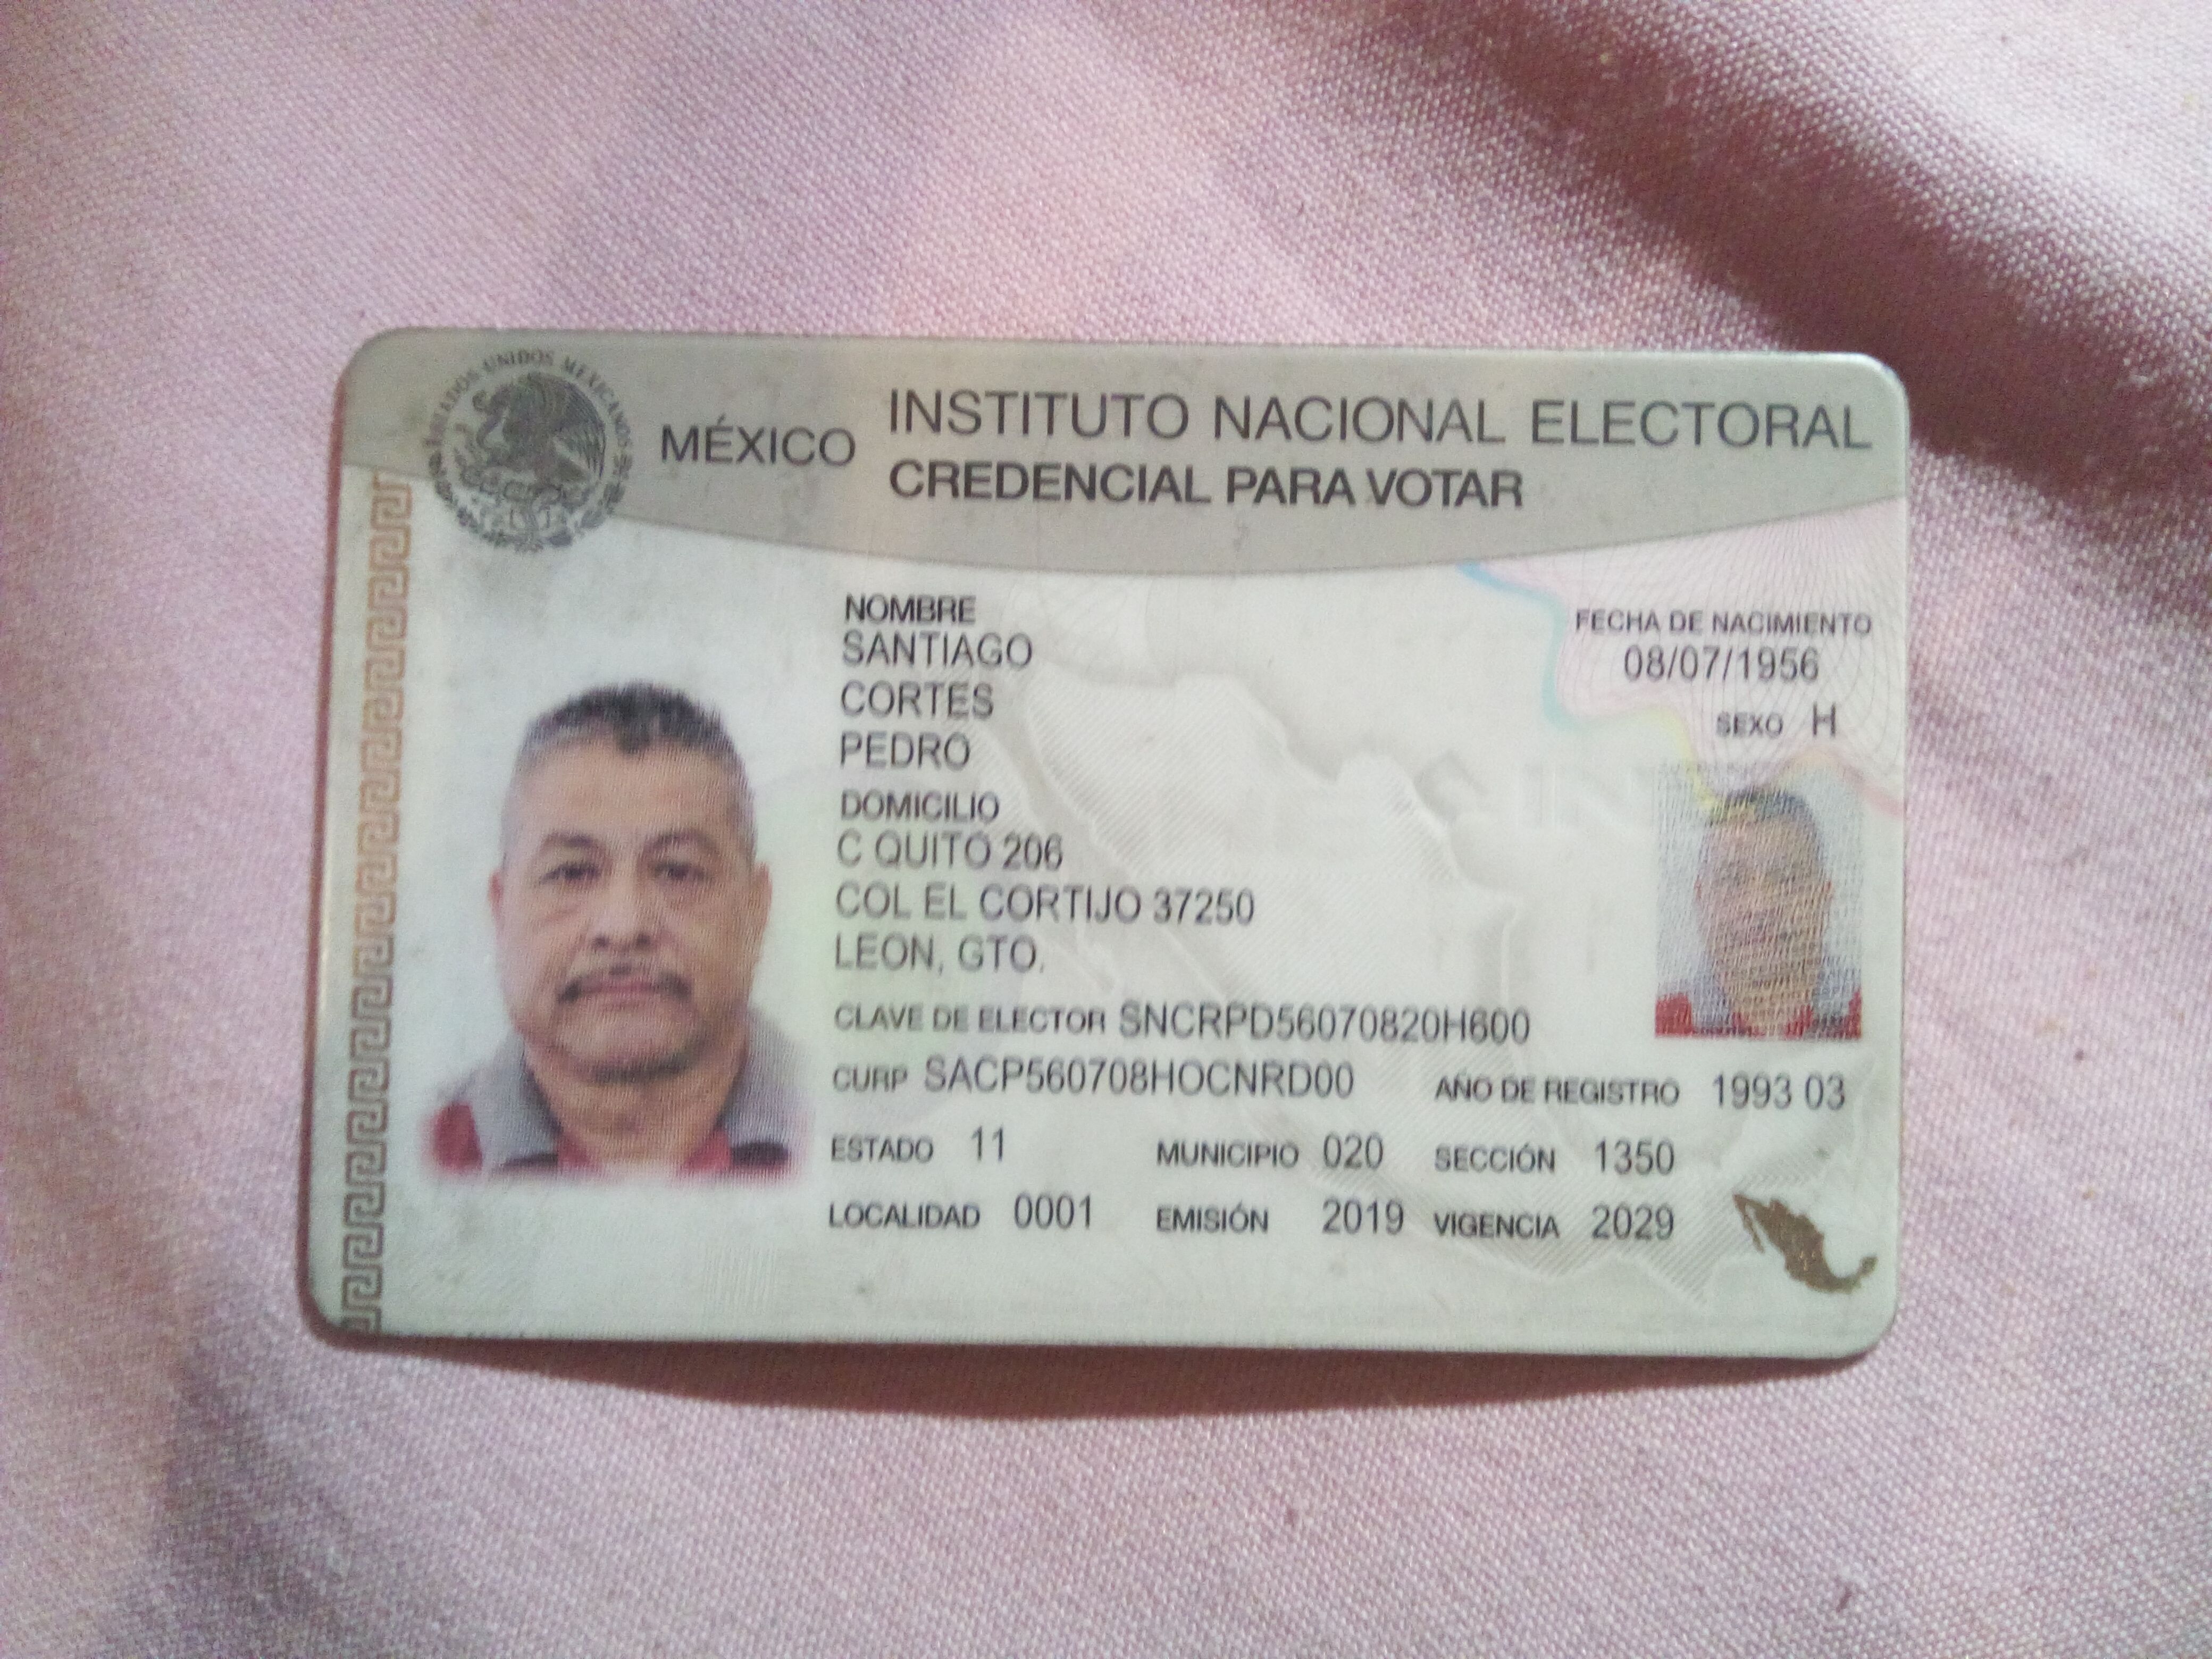 ESTADOS UNIDOS MEXICANOS
MÉXICO INSTITUTO NACIONAL ELECTORAL
CREDENCIAL PARA VOTAR
NOMBRE
SANTIAGO
CORTES
PEDRO
FECHA DE NACIMIENTO
08/07/1956
SEXO H
DOMICILIO
C QUITO 206
COL EL CORTIJO 37250
LEON, GTO.
CLAVE DE ELECTOR SNCRPD56070820H600
CURP SACP560708HOCNRD00 AÑO DE REGISTRO 1993 03
ESTADO 11 MUNICIPIO 020 SECCIÓN 1350
LOCALIDAD 0001 EMISIÓN 2019 VIGENCIA 2029